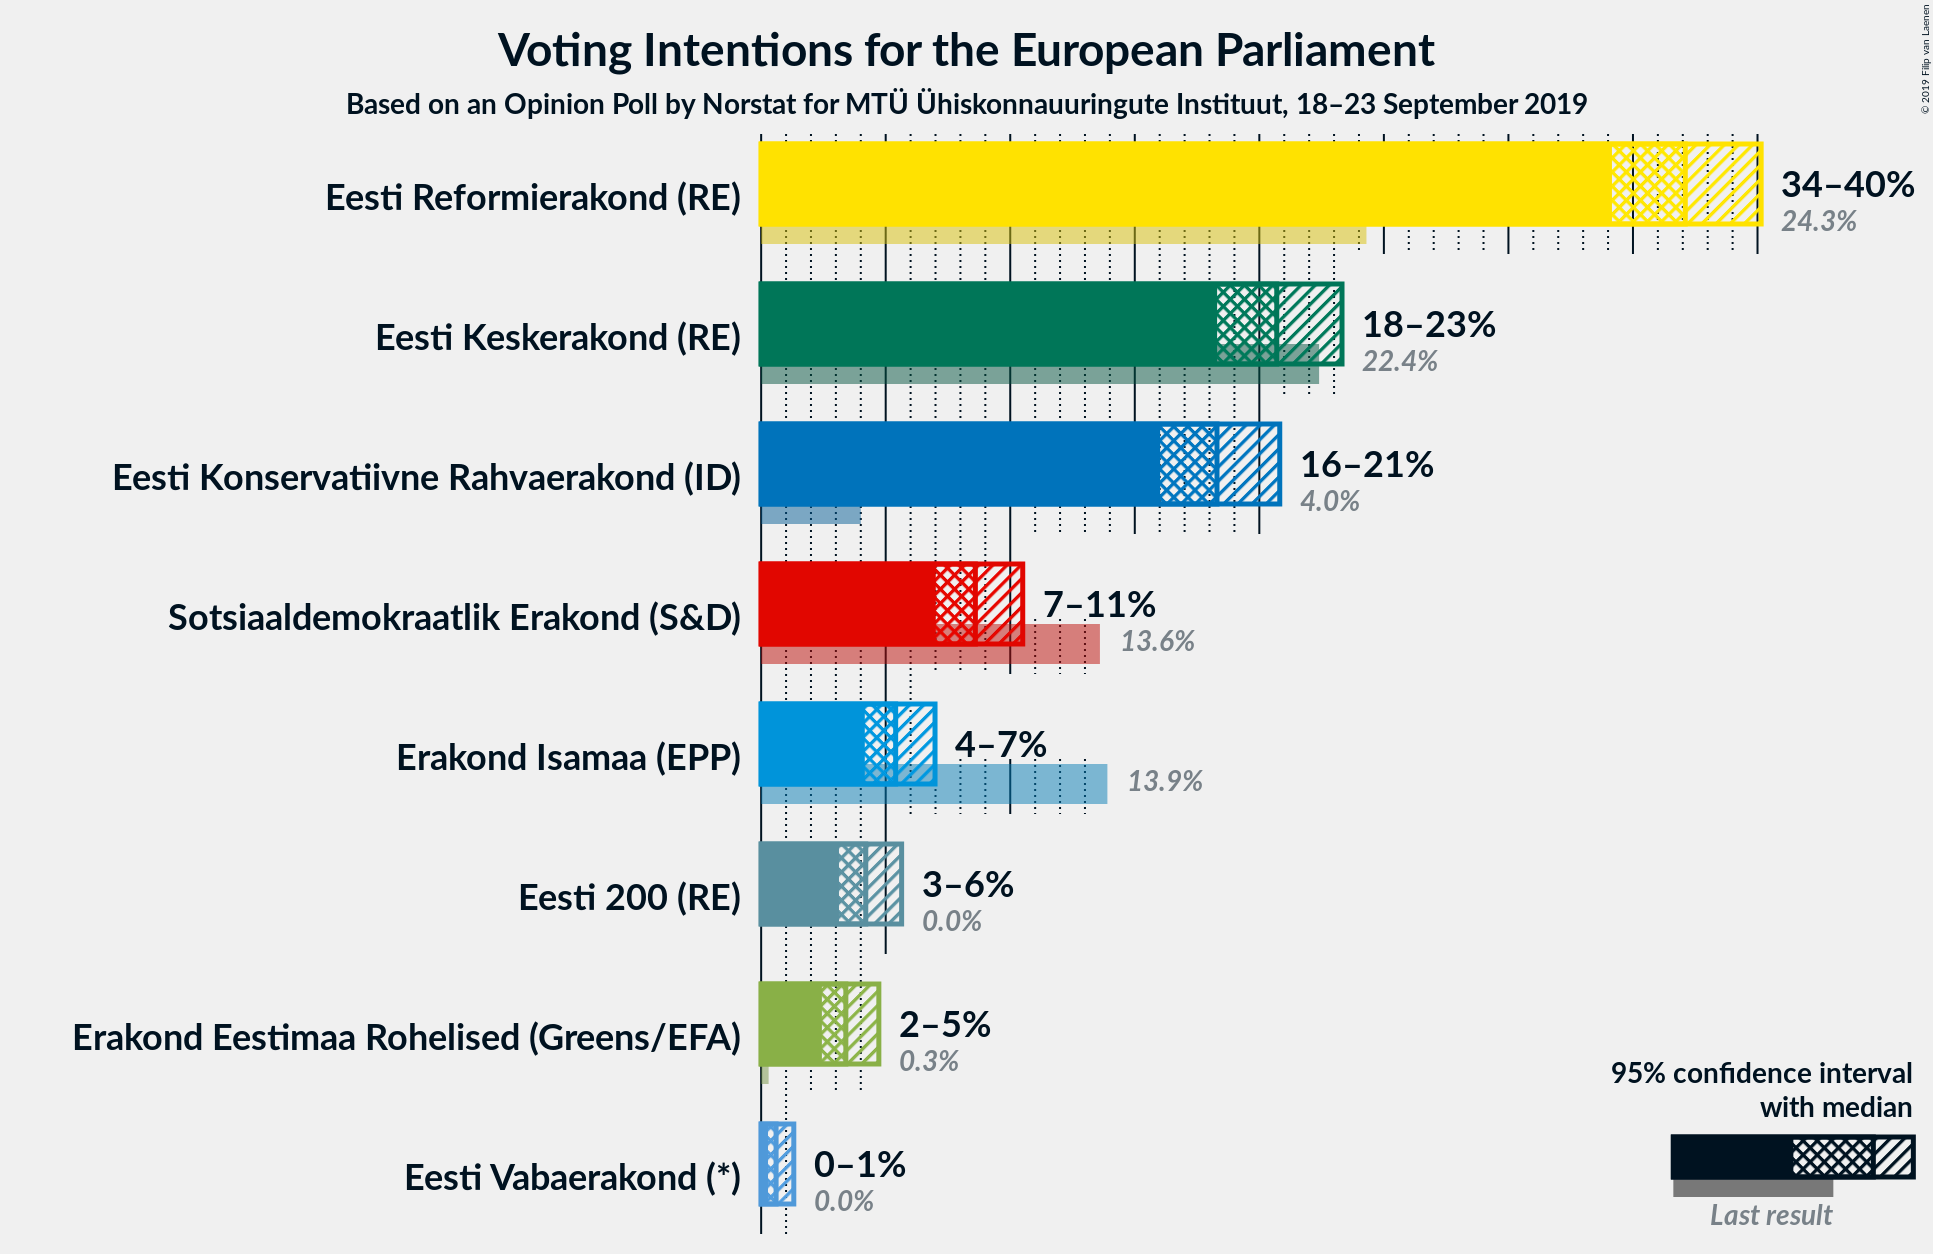 Voting Intentions for the European Parliament
Based on an Opinion Poll by Norstat for MTÜ Ühiskonnauuringute Instituut, 18–23 September 2019
© 2019 Filip van Laenen
Eesti Reformierakond (RE)
34–40%
24.3%
Eesti Keskerakond (RE)
18–23%
22.4%
Eesti Konservatiivne Rahvaerakond (ID)
16–21%
4.0%
Sotsiaaldemokraatlik Erakond (S&D)
7–11%
13.6%
Erakond Isamaa (EPP)
4–7%
13.9%
Eesti 200 (RE)
3–6%
0.0%
Erakond Eestimaa Rohelised (Greens/EFA)
2–5%
0.3%
Eesti Vabaerakond (*)
0–1%
0.0%
95% confidence interval
with median
Last result